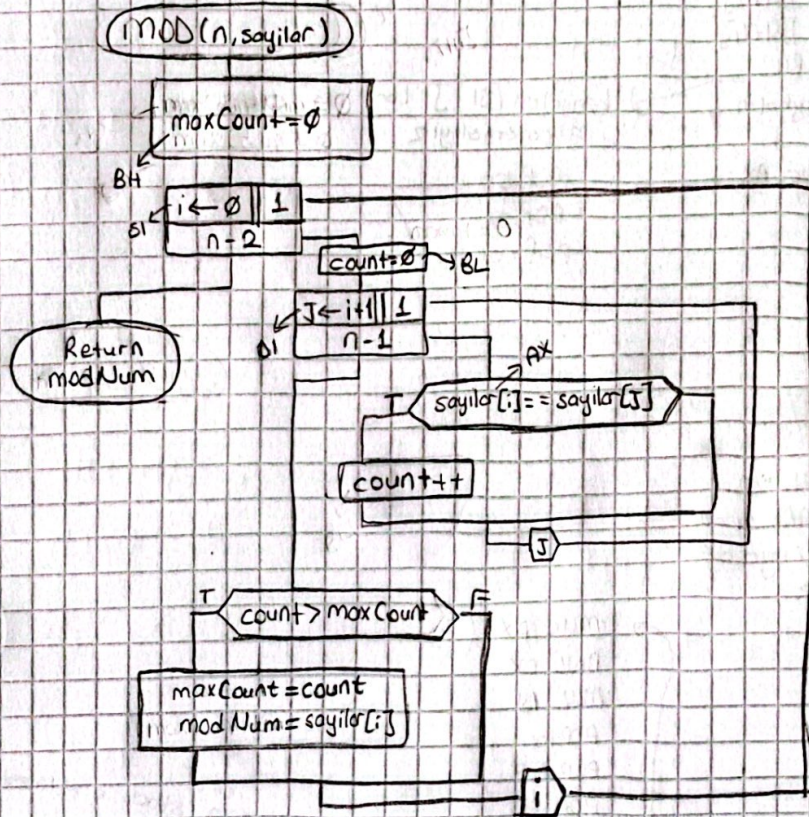 MOD(n, sayilar)
maxCount=Ø
BH
i←Ø 1
SI
n-2
count=Ø →BL
J←i+1 1
DI
n-1
Return
modNum
AX
T sayilar[i]==sayilar[J]
count++
J
T count>maxCount F
maxCount=count
modNum=sayilar[i]
i